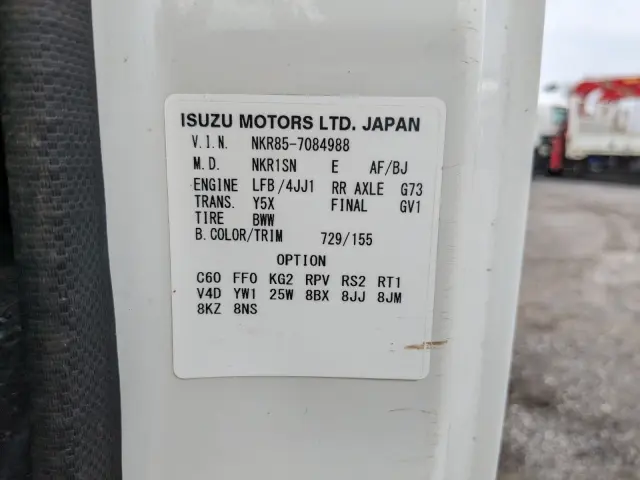 ISUZU MOTORS LTD. JAPAN
V.I.N. NKR85-7084988
M.D. NKR1SN E AF/BJ
ENGINE LFB/4JJ1 RR AXLE G73
TRANS. Y5X FINAL GV1
TIRE BWW
B.COLOR/TRIM 729/155
OPTION
C60 FF0 KG2 RPV RS2 RT1
V4D YW1 25W 8BX 8JJ 8JM
8KZ 8NS